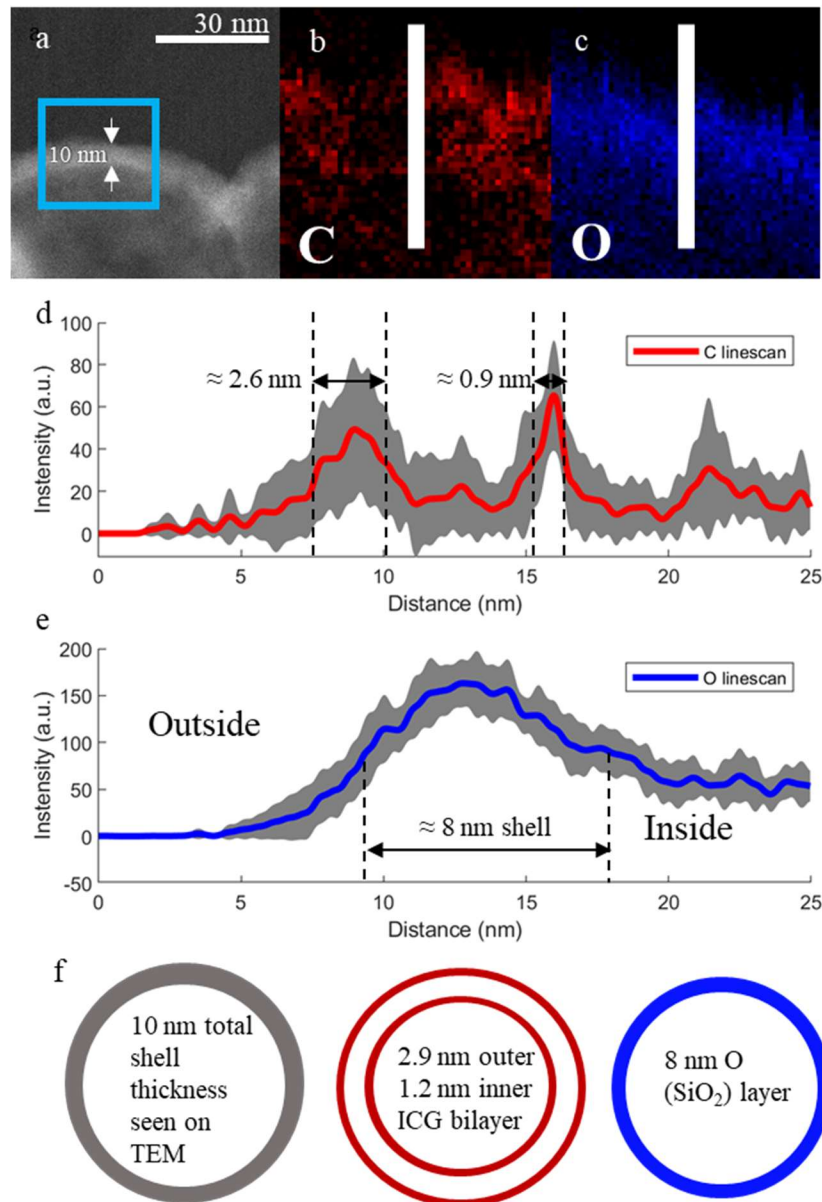 a
30 nm
10 nm
b
C
c
O
d
Instensity (a.u.)
100
80
60
40
20
0
≈ 2.6 nm
≈ 0.9 nm
C linescan
0
5
10
15
20
25
Distance (nm)
e
Instensity (a.u.)
200
150
100
50
0
-50
Outside
O linescan
≈ 8 nm shell
Inside
0
5
10
15
20
25
Distance (nm)
f
10 nm total
shell
thickness
seen on
TEM
2.9 nm outer
1.2 nm inner
ICG bilayer
8 nm O
(SiO₂) layer